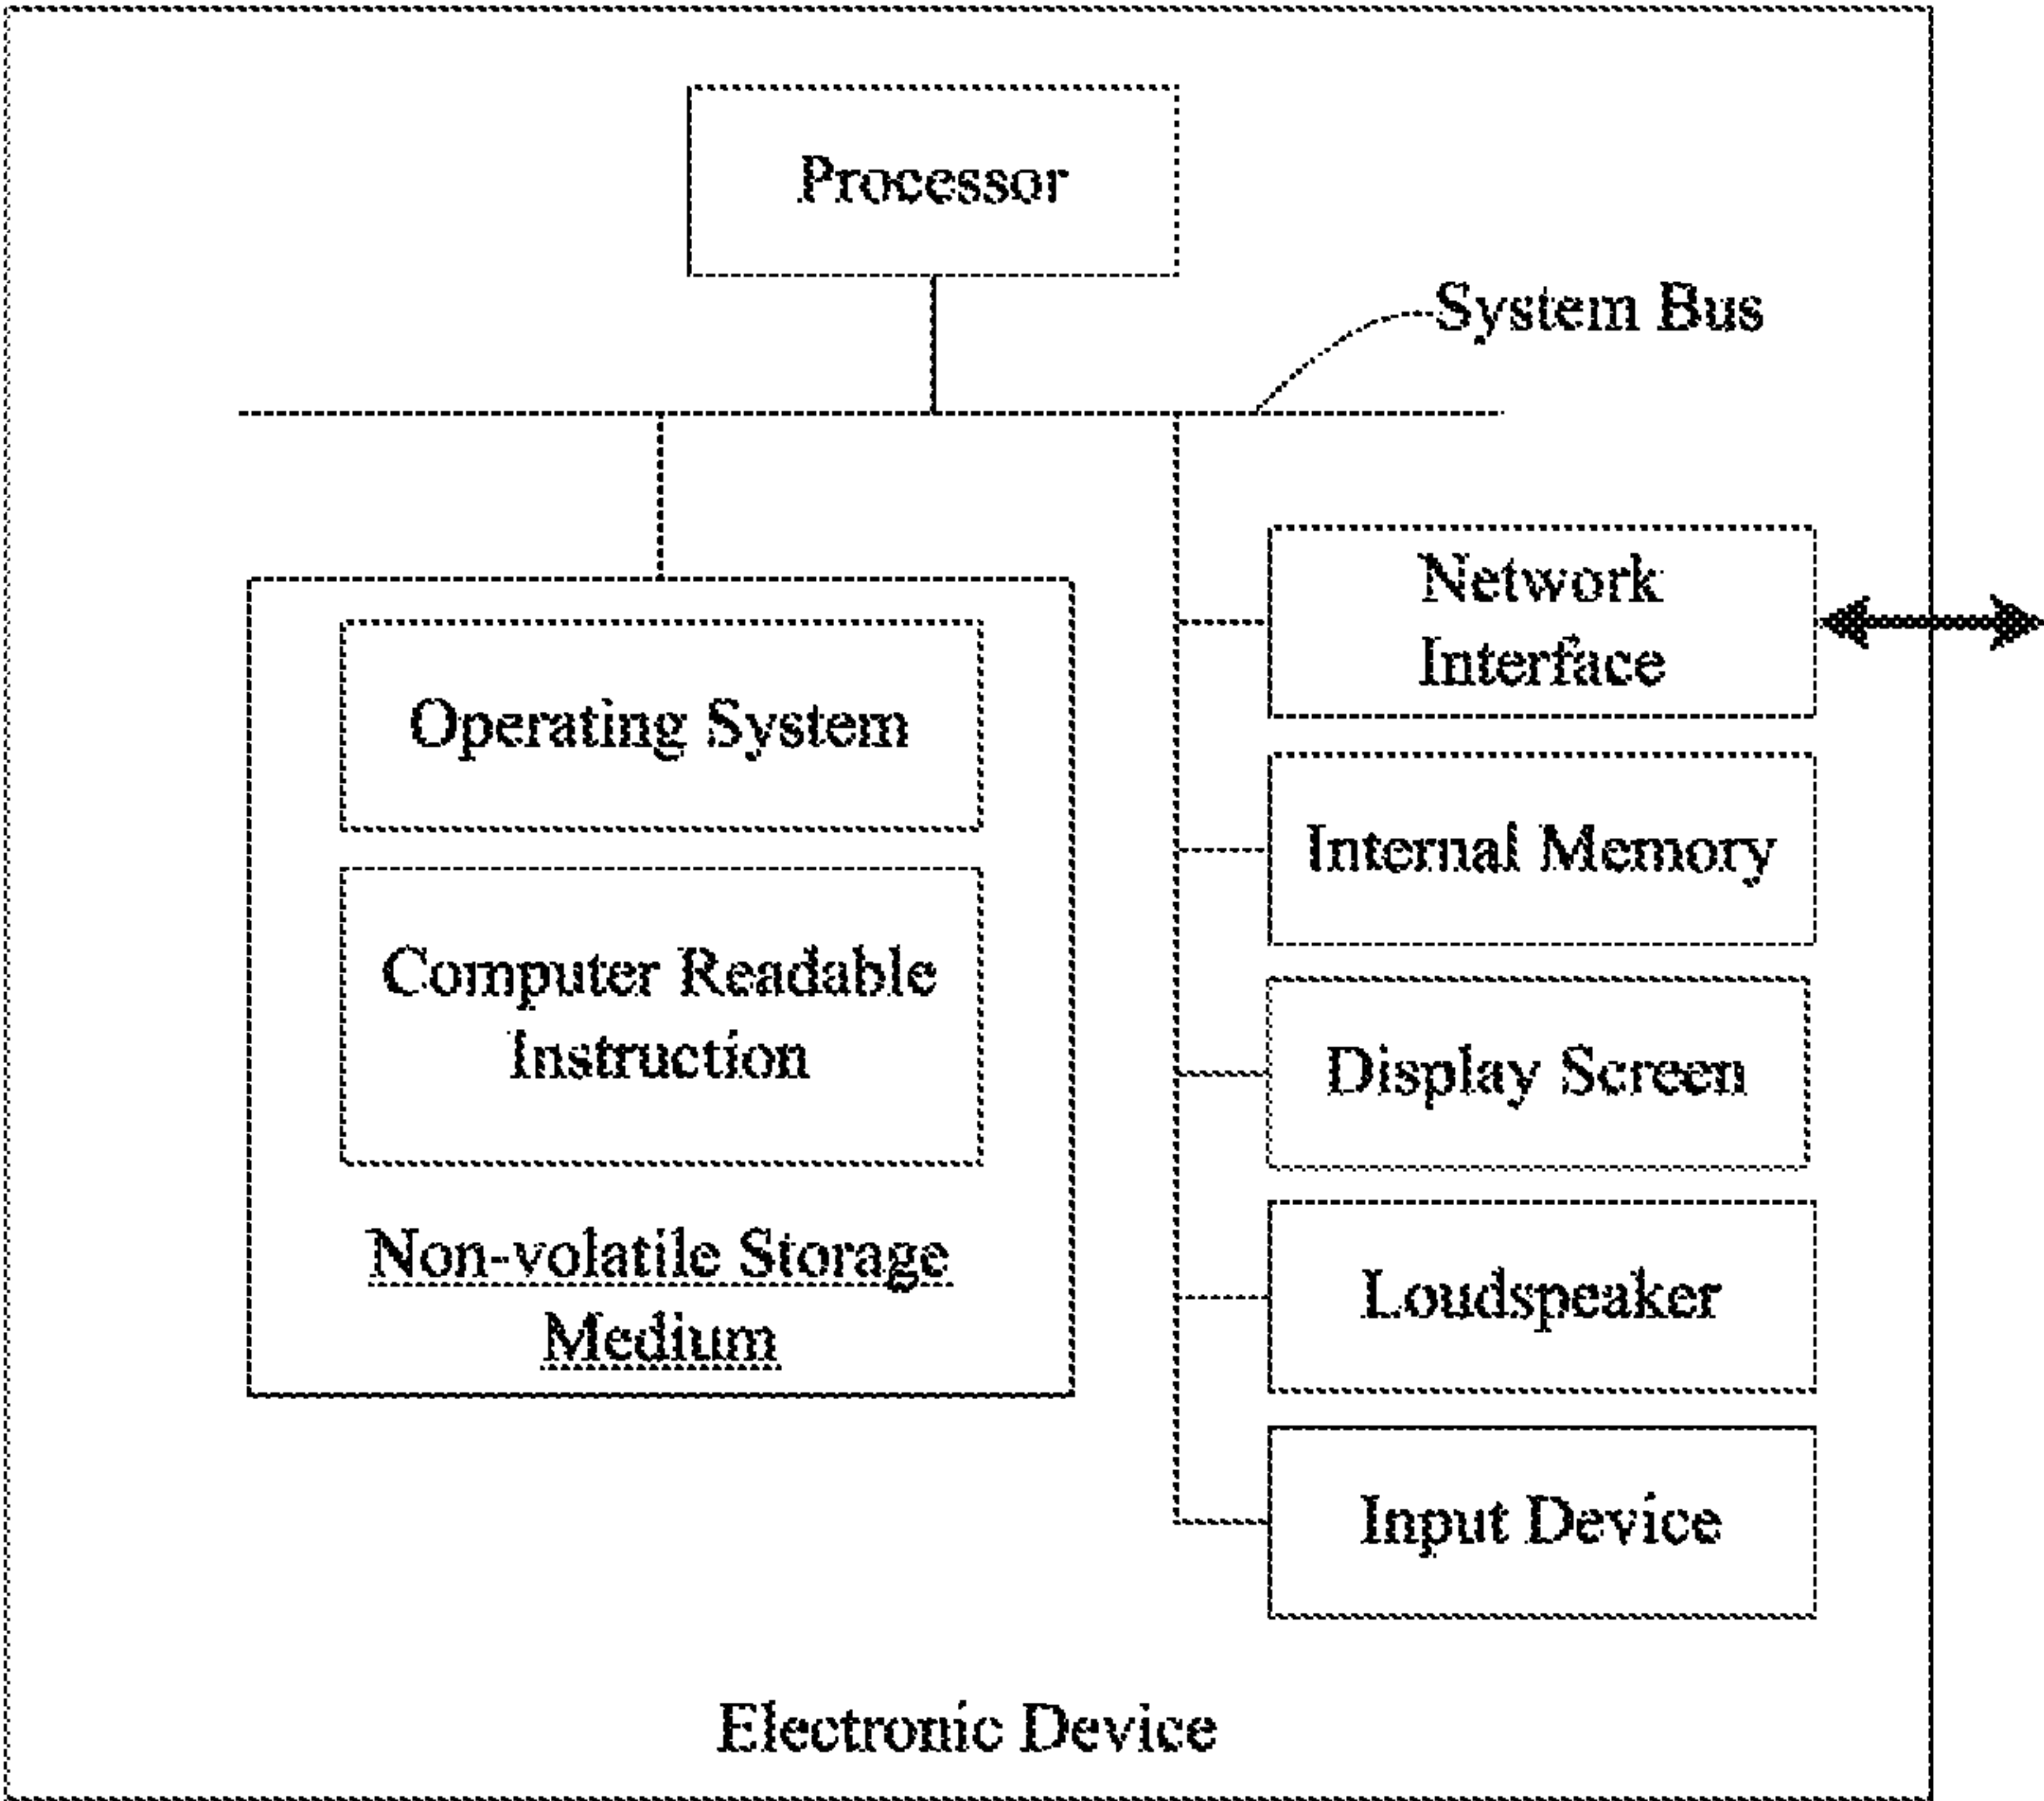 Processor
System Bus
Operating System
Computer Readable
Instruction
Non-volatile Storage
Medium
Network
Interface
Internal Memory
Display Screen
Loudspeaker
Input Device
Electronic Device